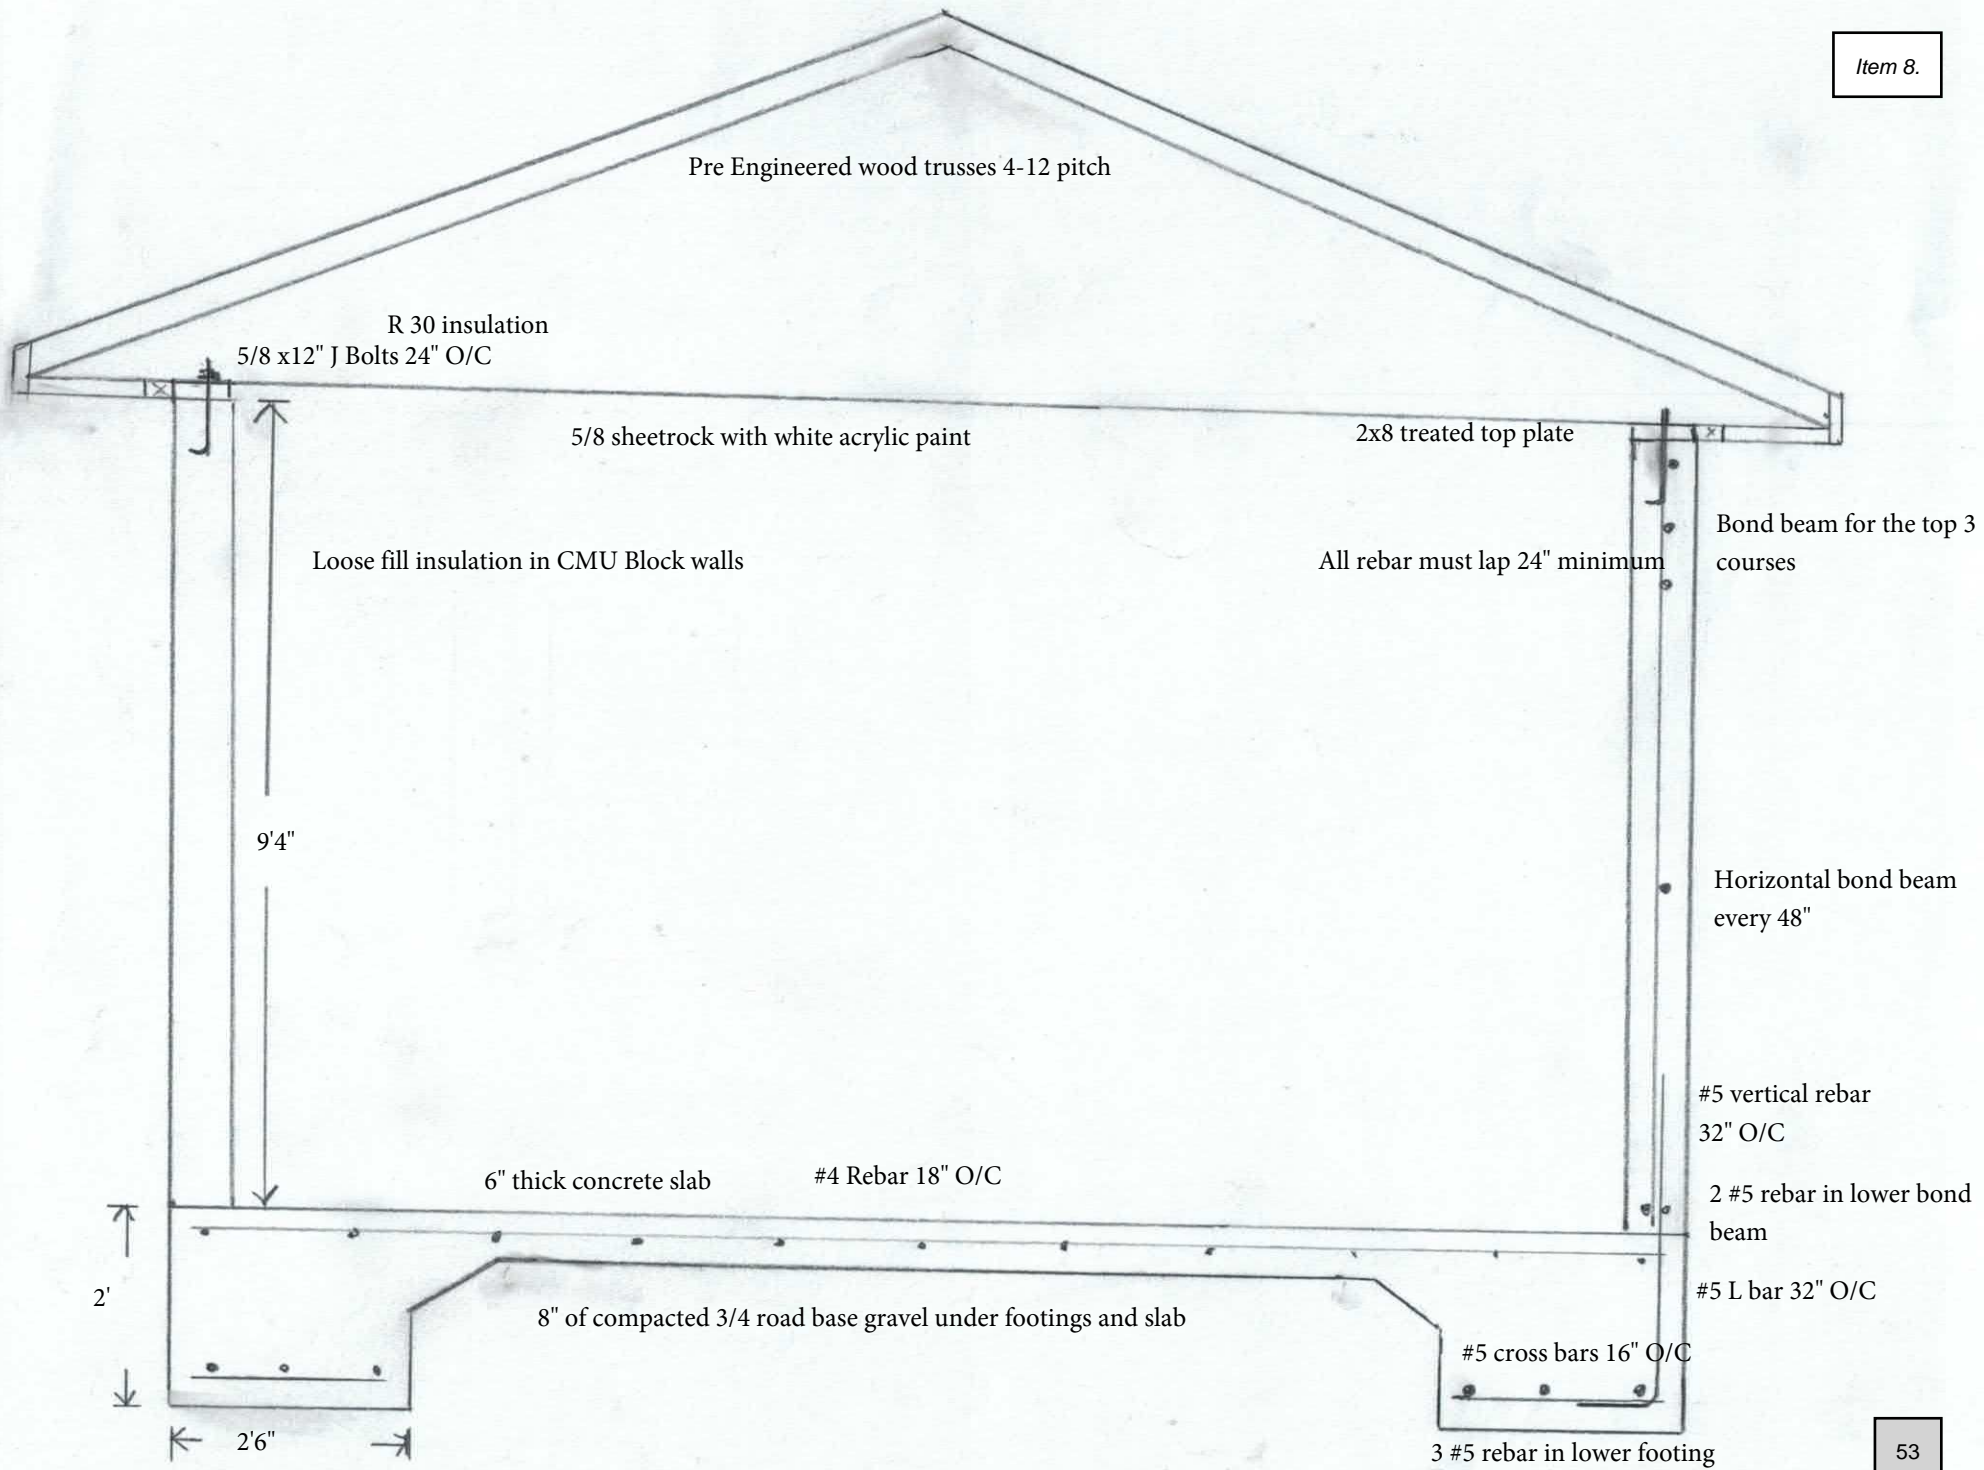 Item 8.
Pre Engineered wood trusses 4-12 pitch
R 30 insulation
5/8 x12" J Bolts 24" O/C
5/8 sheetrock with white acrylic paint
2x8 treated top plate
Bond beam for the top 3
courses
Loose fill insulation in CMU Block walls
All rebar must lap 24" minimum
9'4"
Horizontal bond beam
every 48"
#5 vertical rebar
32" O/C
6" thick concrete slab
#4 Rebar 18" O/C
2 #5 rebar in lower bond
beam
2'
8" of compacted 3/4 road base gravel under footings and slab
#5 L bar 32" O/C
#5 cross bars 16" O/C
2'6"
3 #5 rebar in lower footing
53